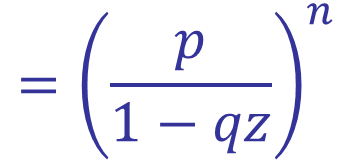 = (p / (1 − qz))^n